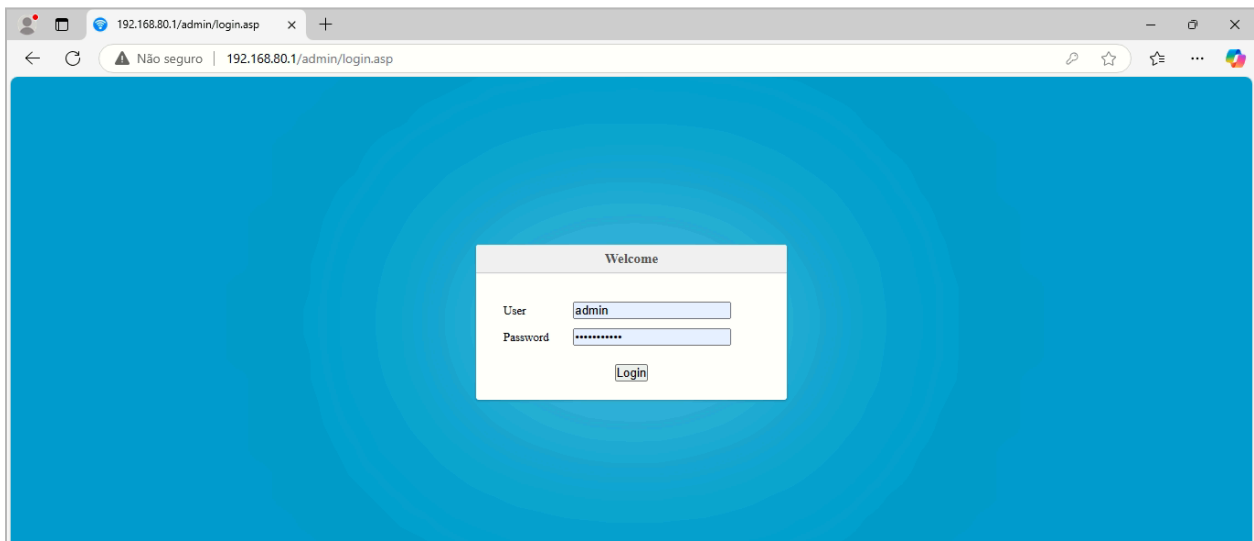 192.168.80.1/admin/login.asp
Não seguro | 192.168.80.1/admin/login.asp
Welcome
User admin
Password •••••••••••
Login